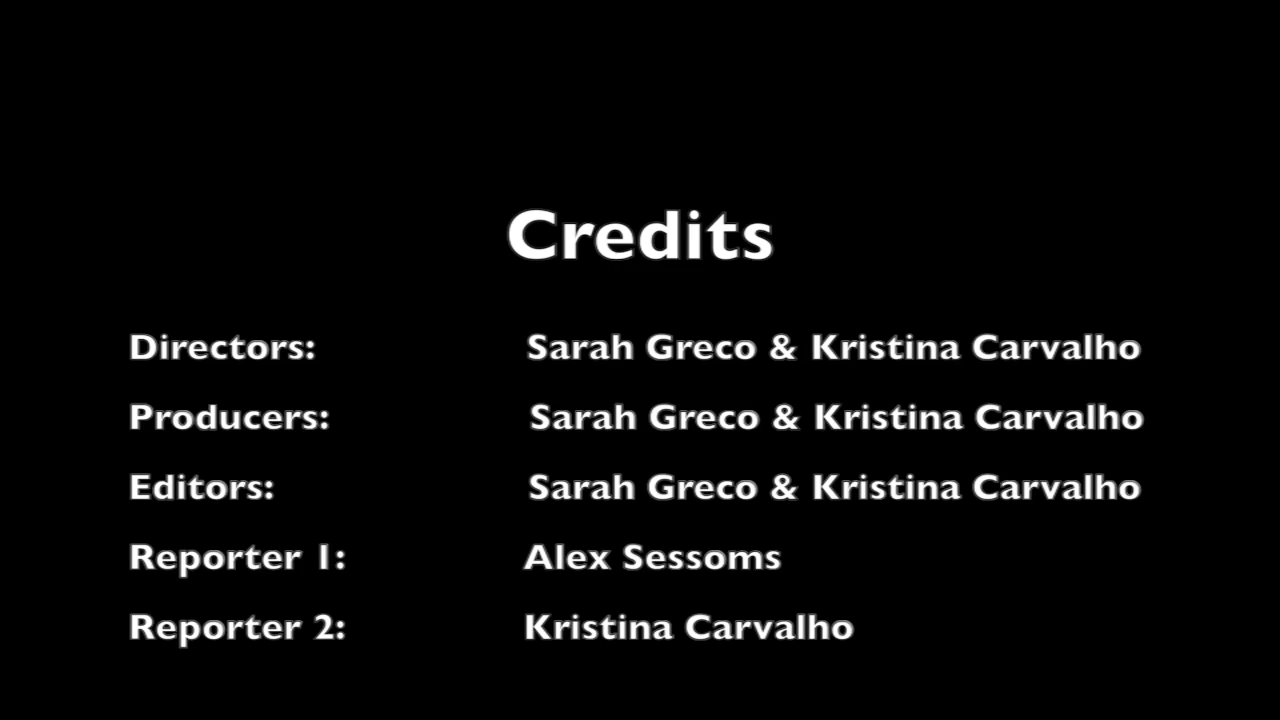 Credits
Directors: Sarah Greco & Kristina Carvalho
Producers: Sarah Greco & Kristina Carvalho
Editors: Sarah Greco & Kristina Carvalho
Reporter 1: Alex Sessoms
Reporter 2: Kristina Carvalho